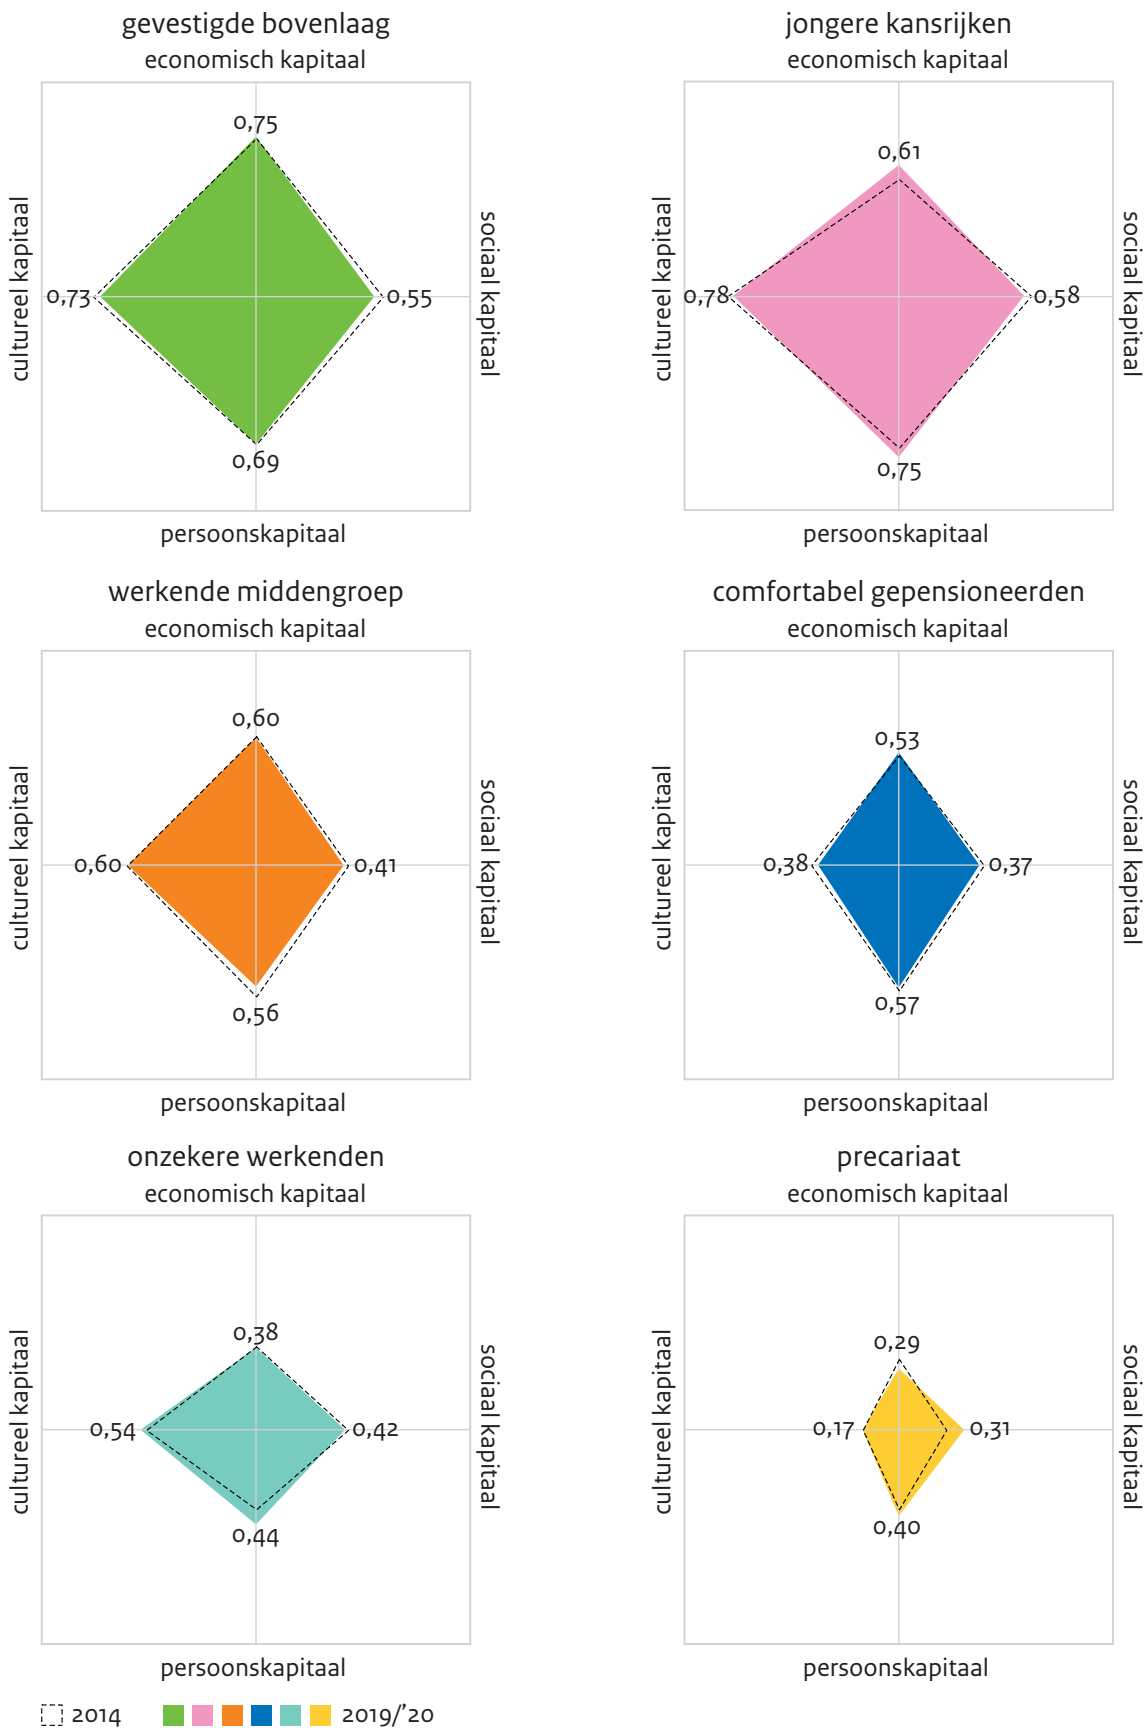 gevestigde bovenlaag
economisch kapitaal
0,75
cultureel kapitaal
0,73
0,55
sociaal kapitaal
0,69
persoonskapitaal
jongere kansrijken
economisch kapitaal
0,61
cultureel kapitaal
0,78
0,58
sociaal kapitaal
0,75
persoonskapitaal
werkende middengroep
economisch kapitaal
0,60
cultureel kapitaal
0,60
0,41
sociaal kapitaal
0,56
persoonskapitaal
comfortabel gepensioneerden
economisch kapitaal
0,53
cultureel kapitaal
0,38
0,37
sociaal kapitaal
0,57
persoonskapitaal
onzekere werkenden
economisch kapitaal
0,38
cultureel kapitaal
0,54
0,42
sociaal kapitaal
0,44
persoonskapitaal
precariaat
economisch kapitaal
0,29
cultureel kapitaal
0,17
0,31
sociaal kapitaal
0,40
persoonskapitaal
2014
2019/'20